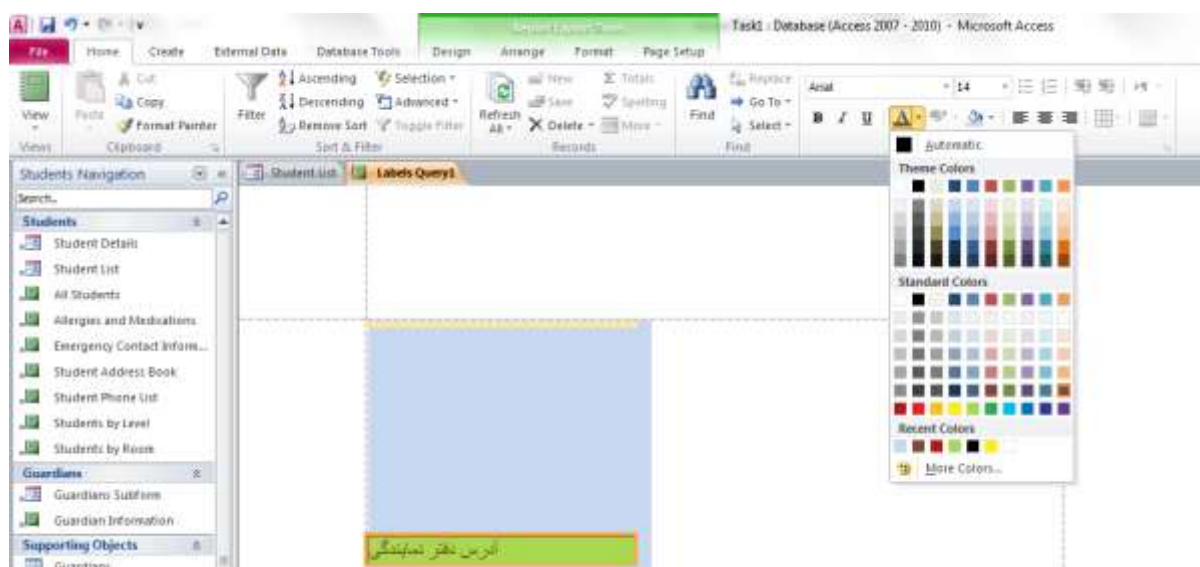 Task1 : Database (Access 2007 - 2010) - Microsoft Access
File Home Create External Data Database Tools Design Arrange Format Page Setup
View
Views
Paste
Cut
Copy
Format Painter
Clipboard
Filter
Ascending
Descending
Remove Sort
Selection
Advanced
Toggle Filter
Sort & Filter
Refresh
All
New
Save
Delete
Totals
Spelling
More
Records
Find
Replace
Go To
Select
Find
Arial
14
B I U A
Automatic
Theme Colors
Standard Colors
Recent Colors
More Colors...
Students Navigation
Search...
Students
Student Details
Student List
All Students
Allergies and Medications
Emergency Contact Inform...
Student Address Book
Student Phone List
Students by Level
Students by Room
Guardians
Guardians Subform
Guardian Information
Supporting Objects
Guardians
Student List
Labels Query1
آدرس دفتر نمایندگی